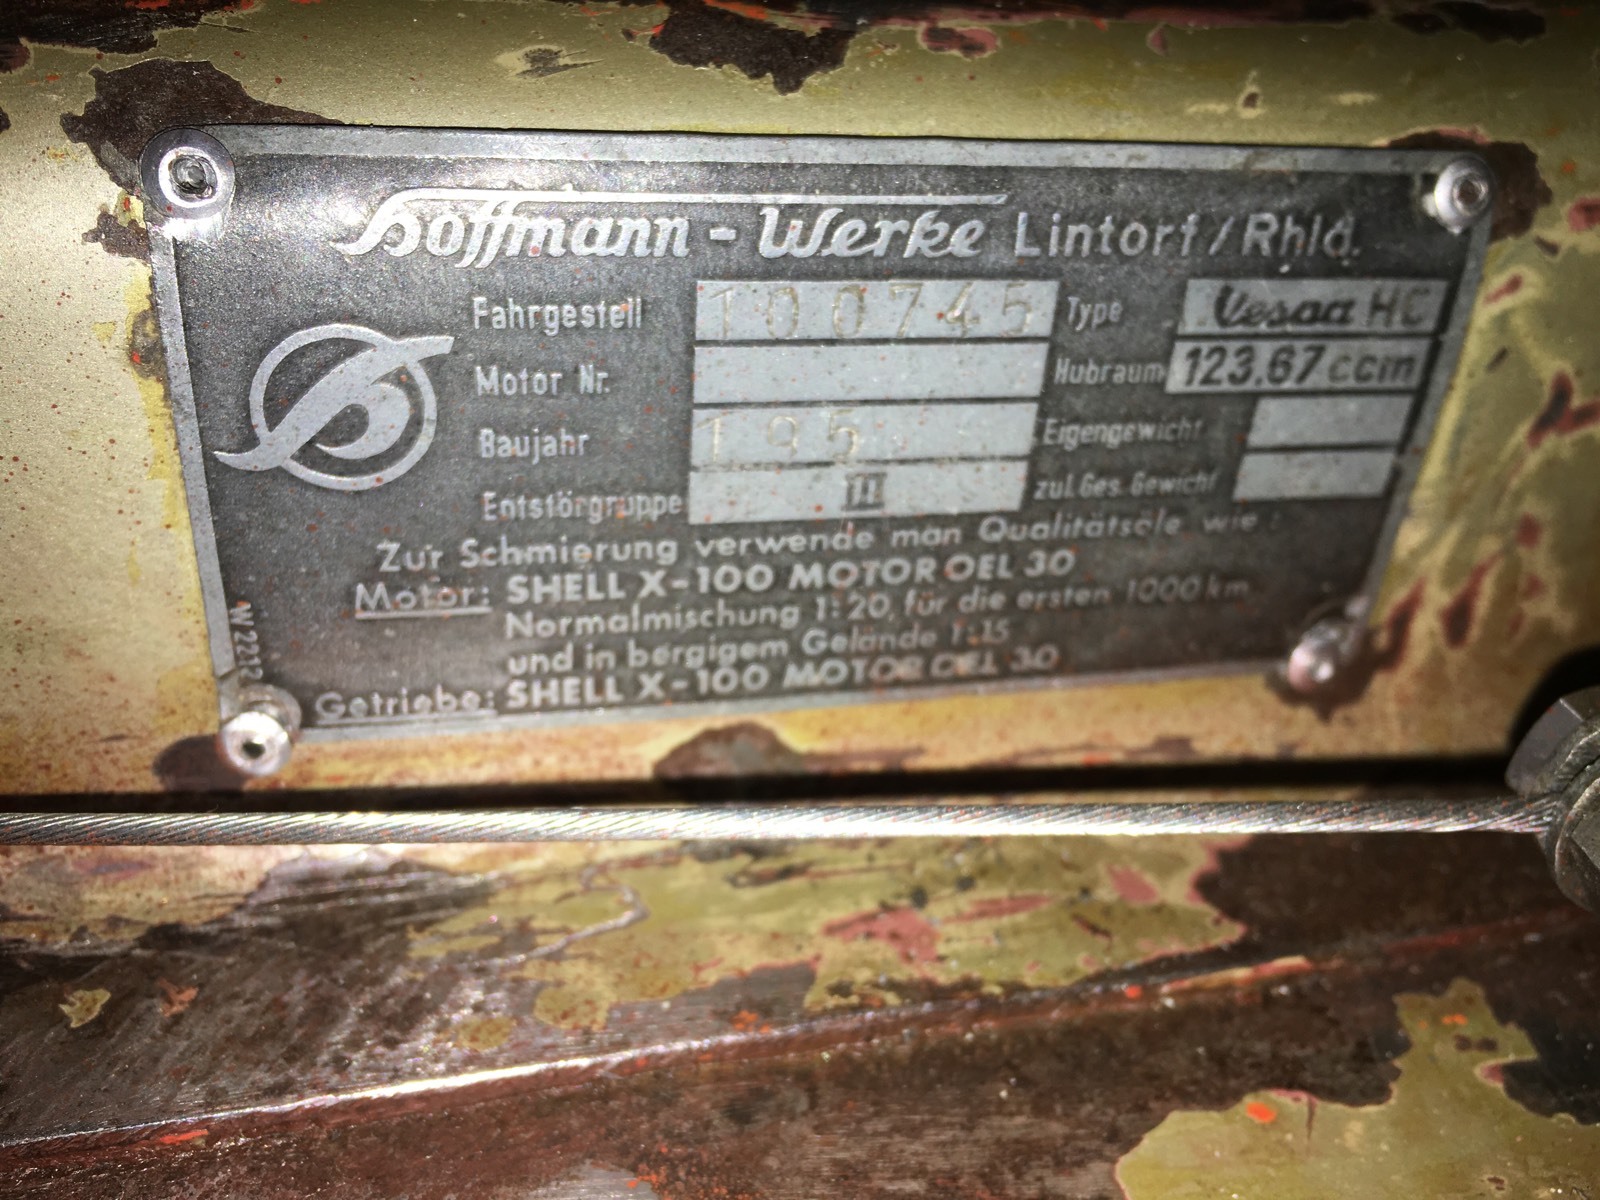 Hoffmann - Werke Lintorf / Rhld.
Fahrgestell 100745 Type Vespa HC
Motor Nr. Hubraum 123,67 ccm
Baujahr 195 Eigengewicht
Entstörgruppe II zul. Ges. Gewicht
Zur Schmierung verwende man Qualitätsöle wie :
Motor: SHELL X-100 MOTOR OEL 30
Normalmischung 1:20, für die ersten 1000 km
und in bergigem Gelände 1:15
Getriebe: SHELL X-100 MOTOR OEL 30